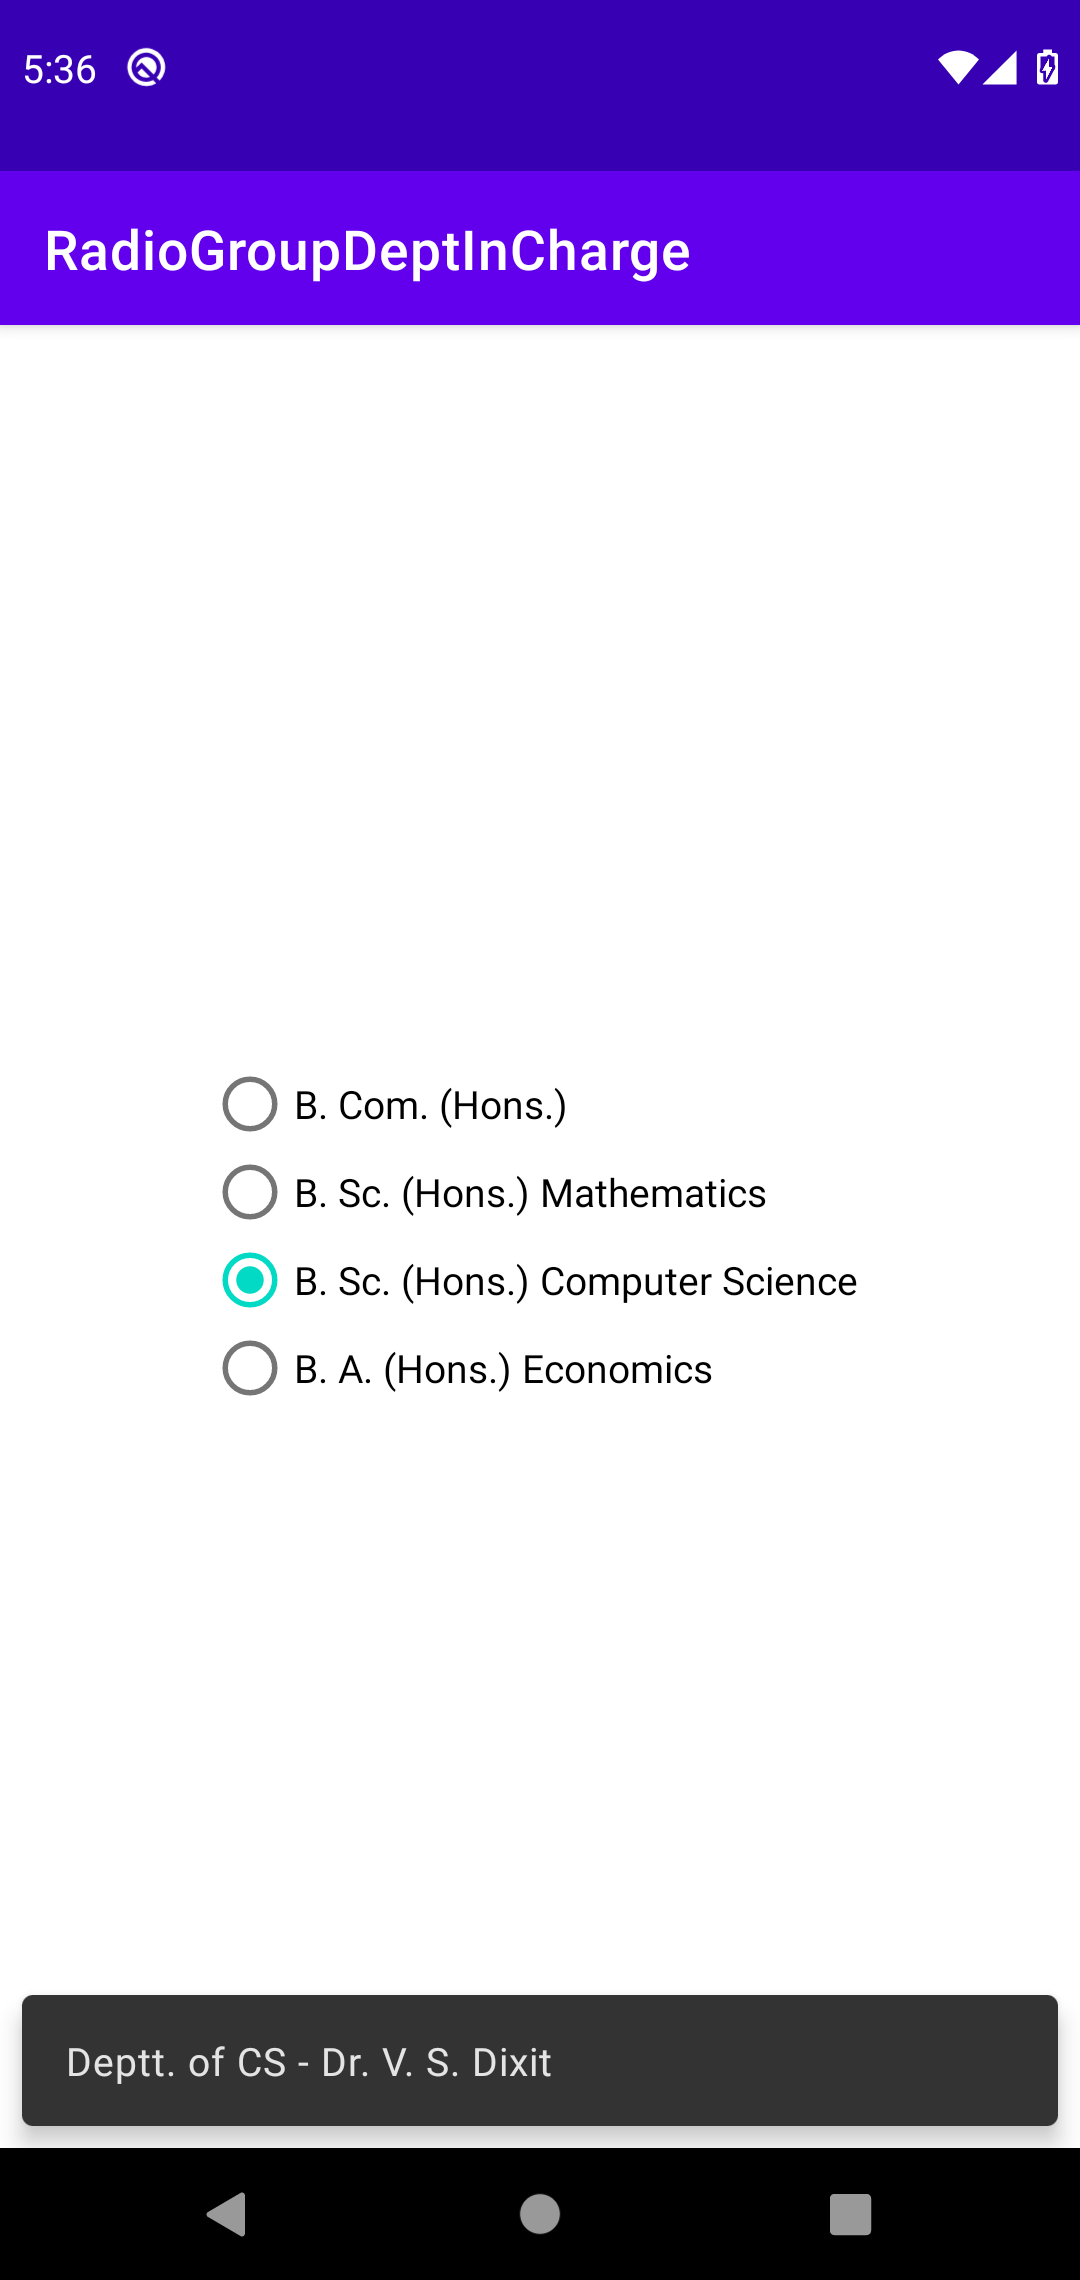 5:36
RadioGroupDeptInCharge
B. Com. (Hons.)
B. Sc. (Hons.) Mathematics
B. Sc. (Hons.) Computer Science
B. A. (Hons.) Economics
Deptt. of CS - Dr. V. S. Dixit